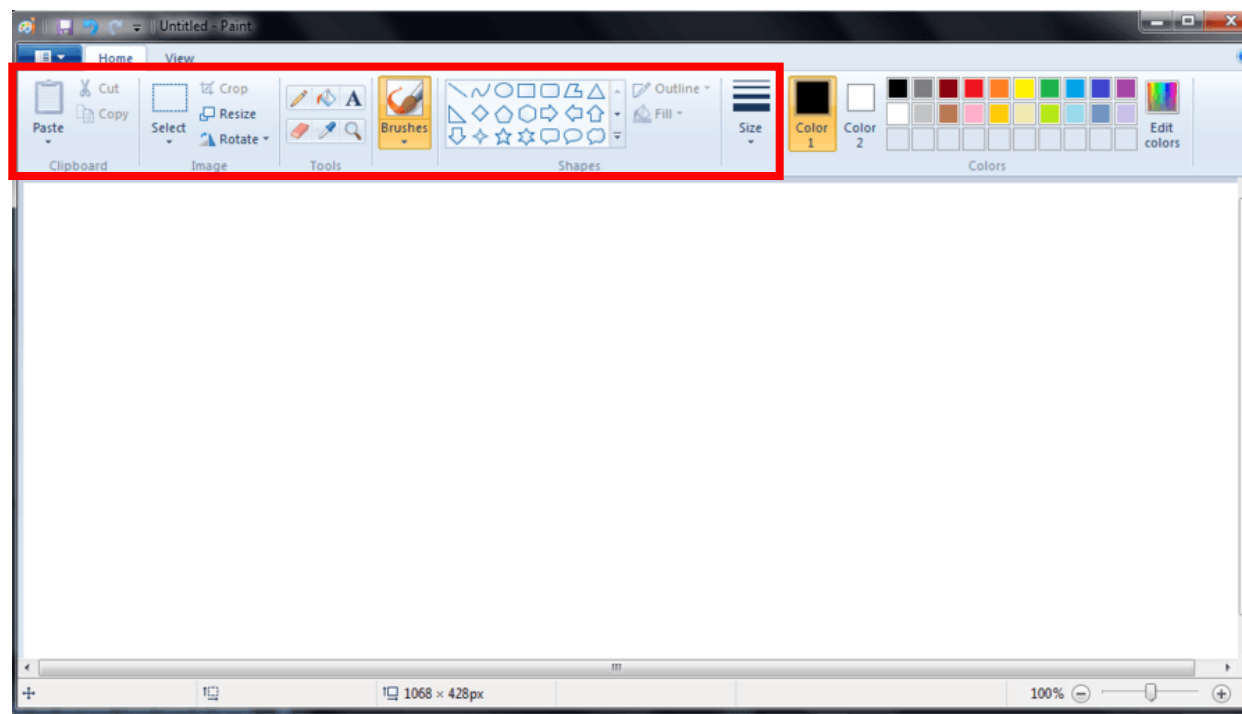 Untitled - Paint
Home View
Cut
Copy
Paste
Clipboard
Select
Crop
Resize
Rotate
Image
A
Tools
Brushes
Outline
Fill
Shapes
Size
Color
1
Color
2
Edit
colors
Colors
1068 × 428px
100%